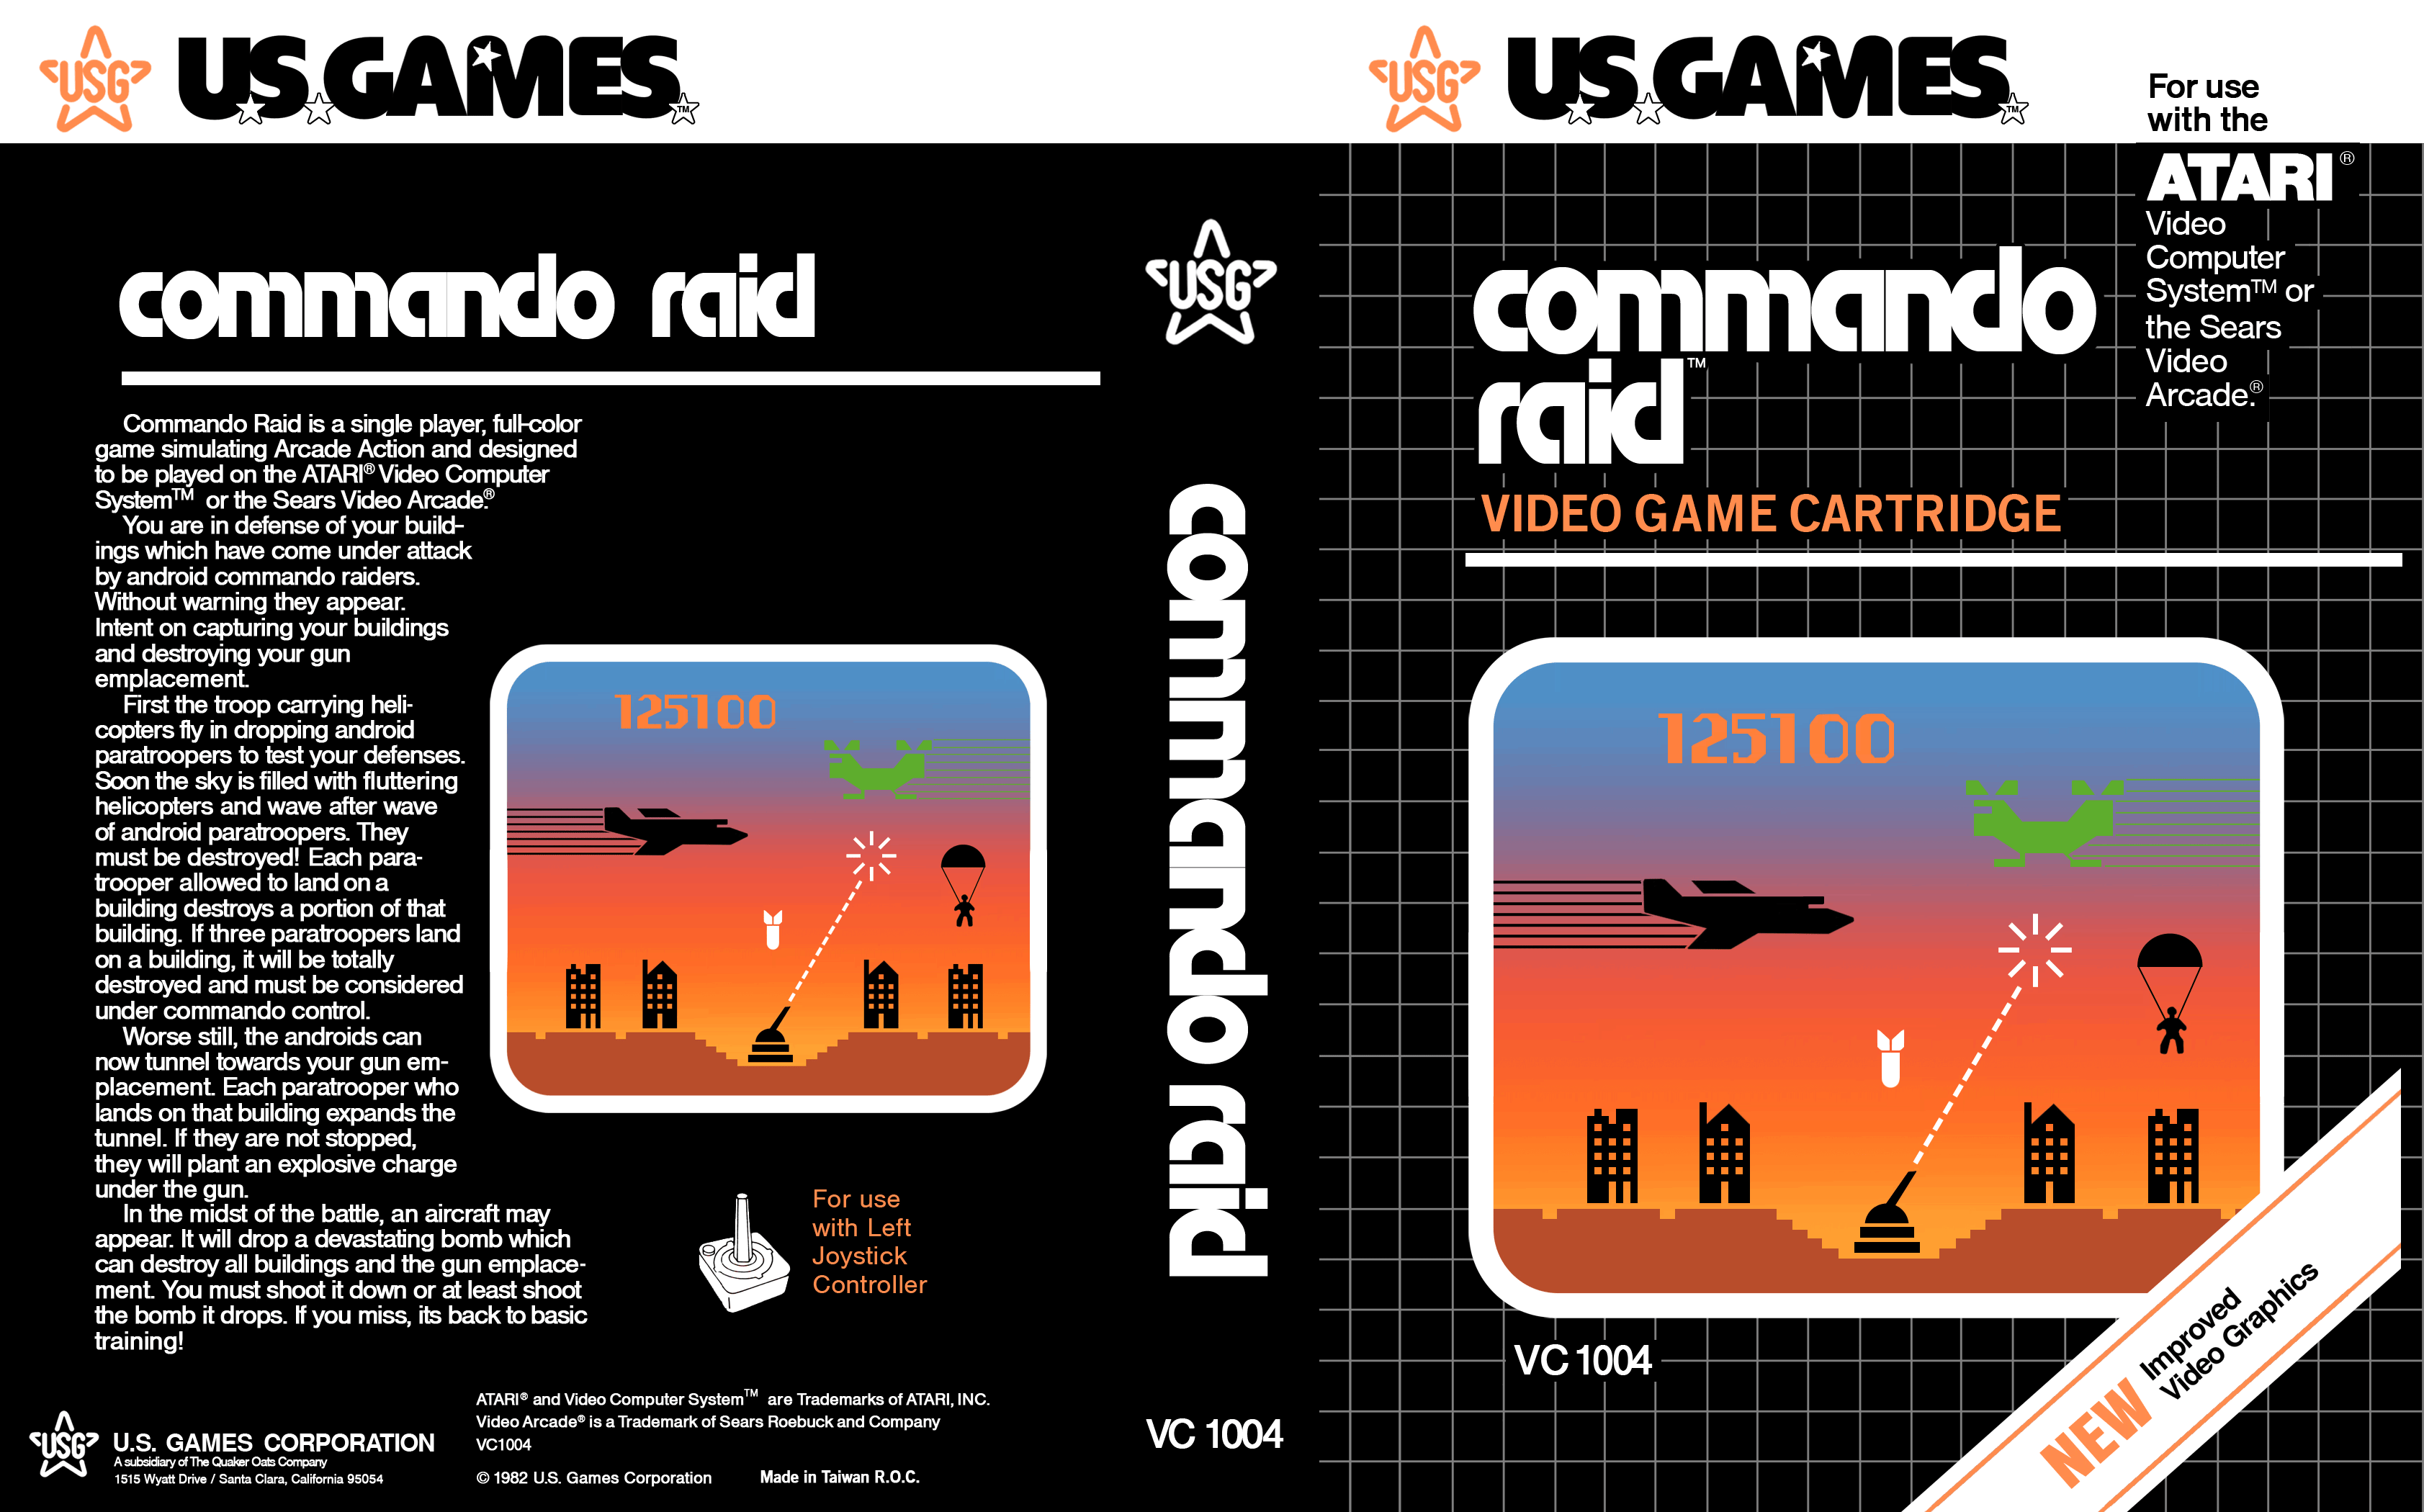 USG U.S. GAMES TM
commando raid
Commando Raid is a single player, full-color
game simulating Arcade Action and designed
to be played on the ATARI® Video Computer
System™ or the Sears Video Arcade.®
You are in defense of your build-
ings which have come under attack
by android commando raiders.
Without warning they appear.
Intent on capturing your buildings
and destroying your gun
emplacement.
First the troop carrying heli-
copters fly in dropping android
paratroopers to test your defenses.
Soon the sky is filled with fluttering
helicopters and wave after wave
of android paratroopers. They
must be destroyed! Each para-
trooper allowed to land on a
building destroys a portion of that
building. If three paratroopers land
on a building, it will be totally
destroyed and must be considered
under commando control.
Worse still, the androids can
now tunnel towards your gun em-
placement. Each paratrooper who
lands on that building expands the
tunnel. If they are not stopped,
they will plant an explosive charge
under the gun.
In the midst of the battle, an aircraft may
appear. It will drop a devastating bomb which
can destroy all buildings and the gun emplace-
ment. You must shoot it down or at least shoot
the bomb it drops. If you miss, its back to basic
training!
125100
For use
with Left
Joystick
Controller
USG
U.S. GAMES CORPORATION
A subsidiary of The Quaker Oats Company
1515 Wyatt Drive / Santa Clara, California 95054
ATARI® and Video Computer System™ are Trademarks of ATARI, INC.
Video Arcade® is a Trademark of Sears Roebuck and Company
VC1004
© 1982 U.S. Games Corporation
Made in Taiwan R.O.C.
USG
commando raid
VC 1004
USG U.S. GAMES TM
For use
with the
ATARI®
Video
Computer
System™ or
the Sears
Video
Arcade.®
commando
raid™
VIDEO GAME CARTRIDGE
125100
VC 1004
NEW
Improved
Video Graphics